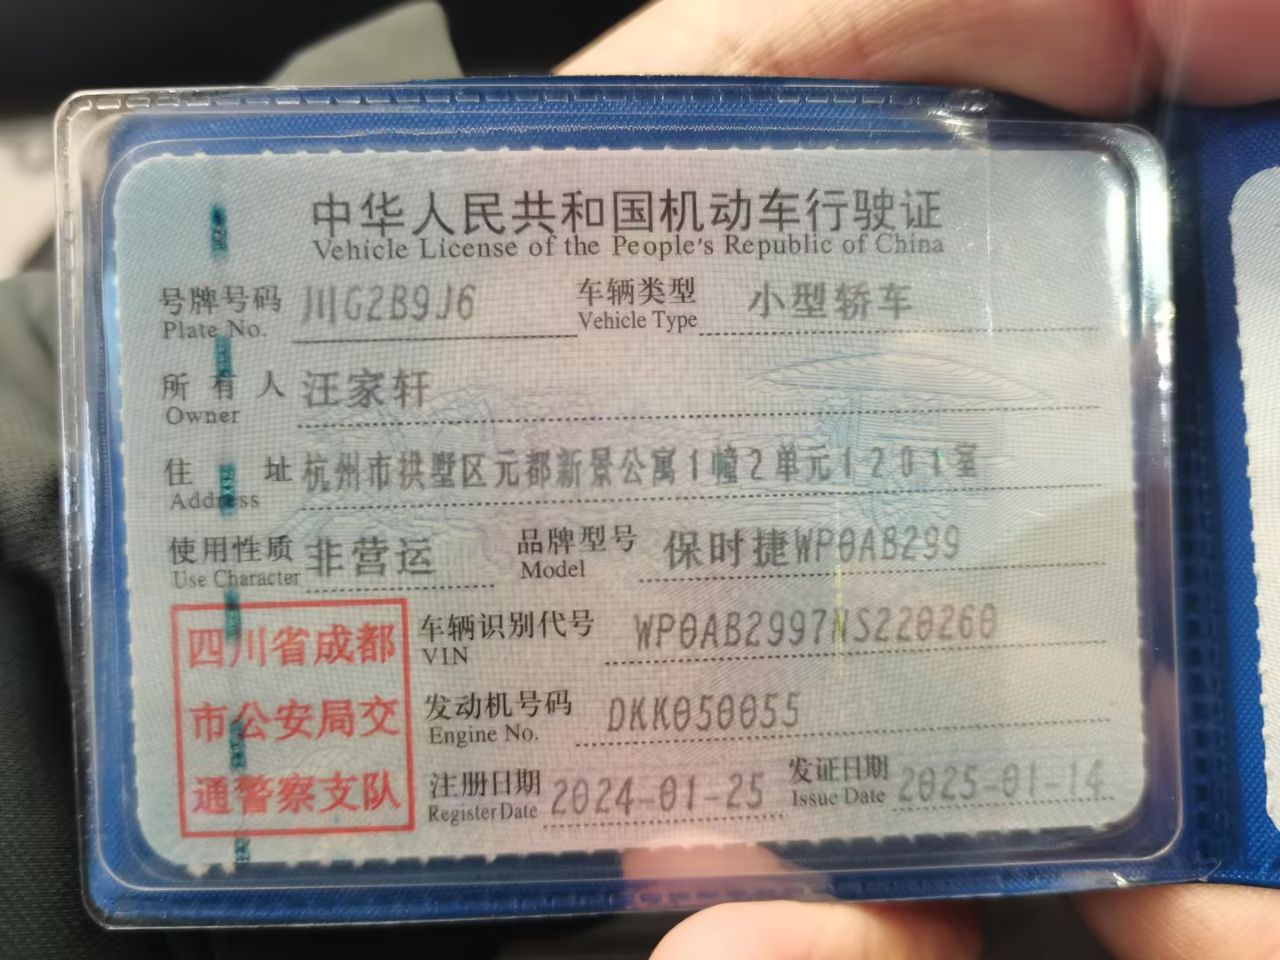 中华人民共和国机动车行驶证
Vehicle License of the People's Republic of China
号牌号码 川G2B9J6 车辆类型 小型轿车
Plate No. Vehicle Type
所有人 汪家轩
Owner
住址 杭州市拱墅区元都新景公寓1幢2单元1201室
Address
使用性质 非营运 品牌型号 保时捷WP0AB299
Use Character Model
四川省成都
市公安局交
通警察支队
车辆识别代号 WP0AB2997NS220260
VIN
发动机号码 DKK050055
Engine No.
注册日期 2024-01-25 发证日期 2025-01-14
Register Date Issue Date